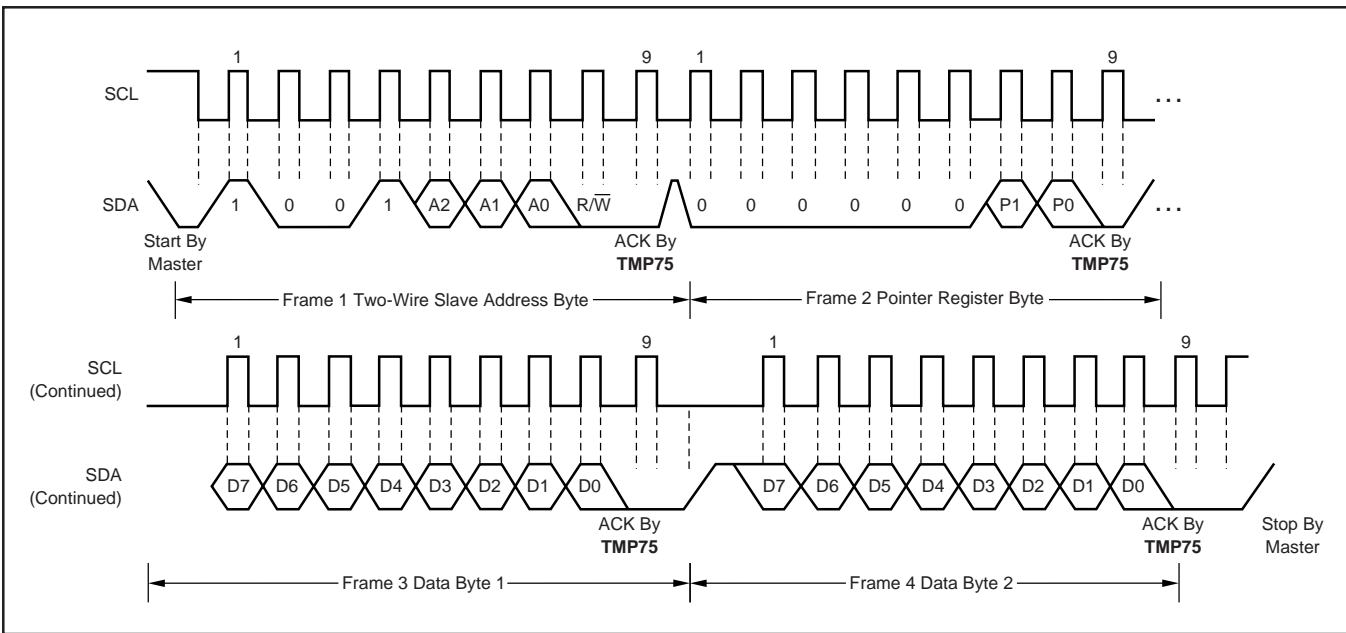 1 9 1 9
SCL ...
SDA 1 0 0 1 A2 A1 A0 R/W̅ 0 0 0 0 0 0 P1 P0 ...
Start By ACK By ACK By
Master TMP75 TMP75
Frame 1 Two-Wire Slave Address Byte Frame 2 Pointer Register Byte
1 9 1 9
SCL
(Continued)
SDA D7 D6 D5 D4 D3 D2 D1 D0 D7 D6 D5 D4 D3 D2 D1 D0
(Continued)
ACK By ACK By Stop By
TMP75 TMP75 Master
Frame 3 Data Byte 1 Frame 4 Data Byte 2